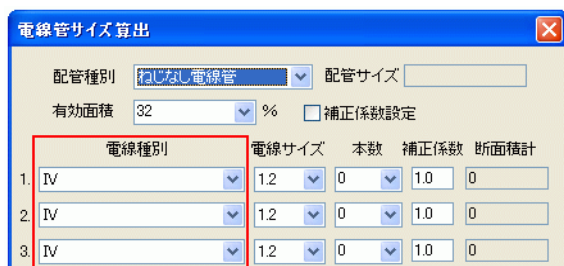 電線管サイズ算出
配管種別 ねじなし電線管 配管サイズ
有効面積 32 % 補正係数設定
電線種別 電線サイズ 本数 補正係数 断面積計
1. IV 1.2 0 1.0 0
2. IV 1.2 0 1.0 0
3. IV 1.2 0 1.0 0